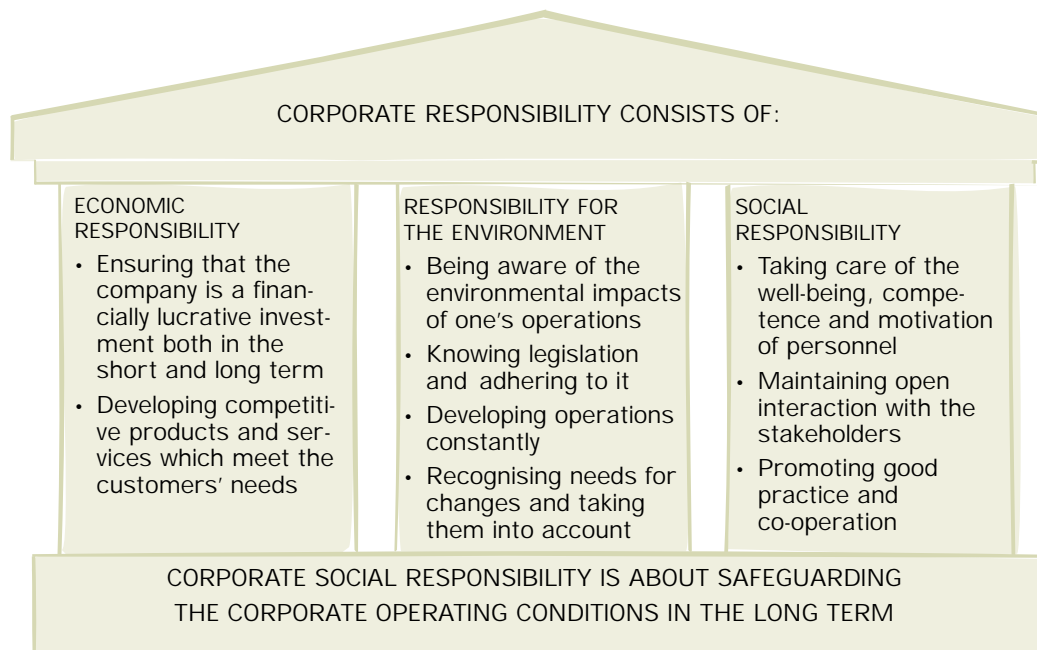 CORPORATE RESPONSIBILITY CONSISTS OF:
ECONOMIC
RESPONSIBILITY
• Ensuring that the
company is a finan-
cially lucrative invest-
ment both in the
short and long term
• Developing competiti-
ve products and ser-
vices which meet the
customers' needs
RESPONSIBILITY FOR
THE ENVIRONMENT
• Being aware of the
environmental impacts
of one's operations
• Knowing legislation
and adhering to it
• Developing operations
constantly
• Recognising needs for
changes and taking
them into account
SOCIAL
RESPONSIBILITY
• Taking care of the
well-being, compe-
tence and motivation
of personnel
• Maintaining open
interaction with the
stakeholders
• Promoting good
practice and
co-operation
CORPORATE SOCIAL RESPONSIBILITY IS ABOUT SAFEGUARDING
THE CORPORATE OPERATING CONDITIONS IN THE LONG TERM